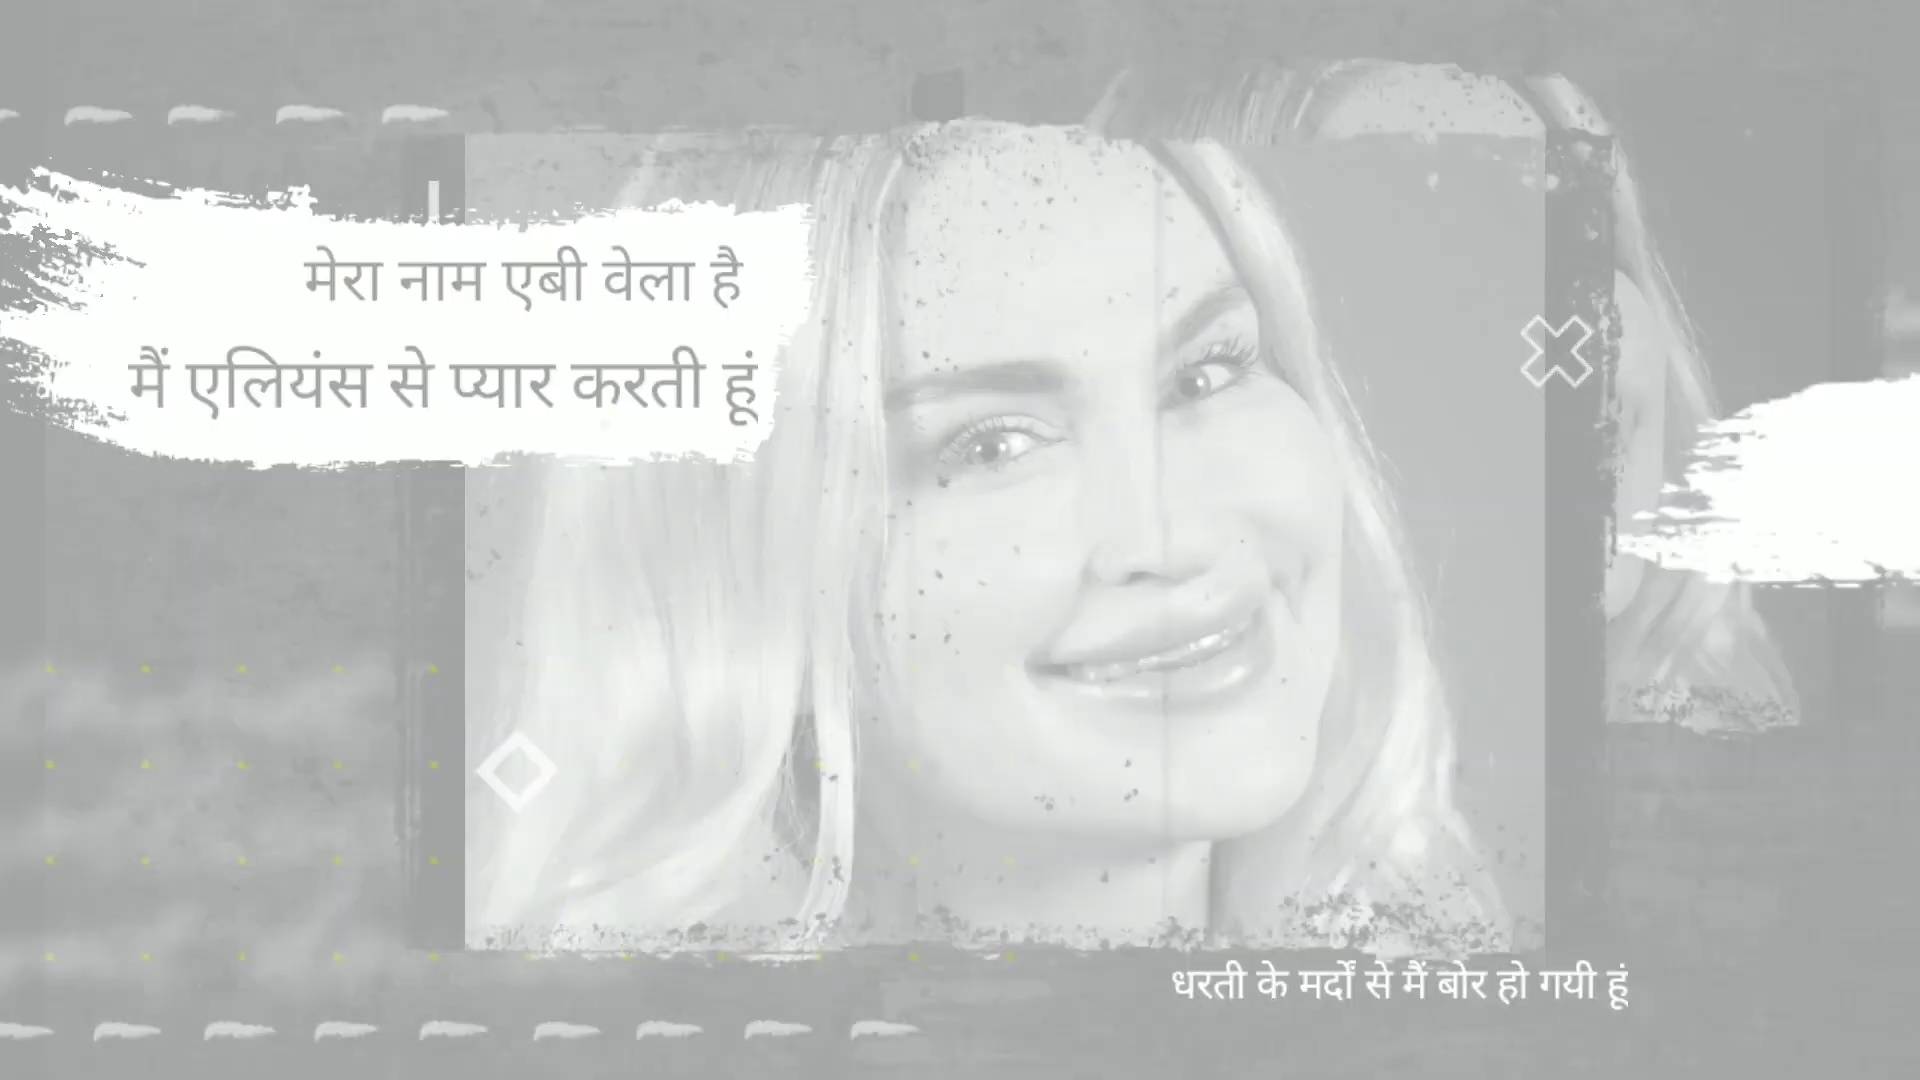 मेरा नाम एबी वेला है
मैं एलियंस से प्यार करती हूं
धरती के मर्दों से मैं बोर हो गयी हूं